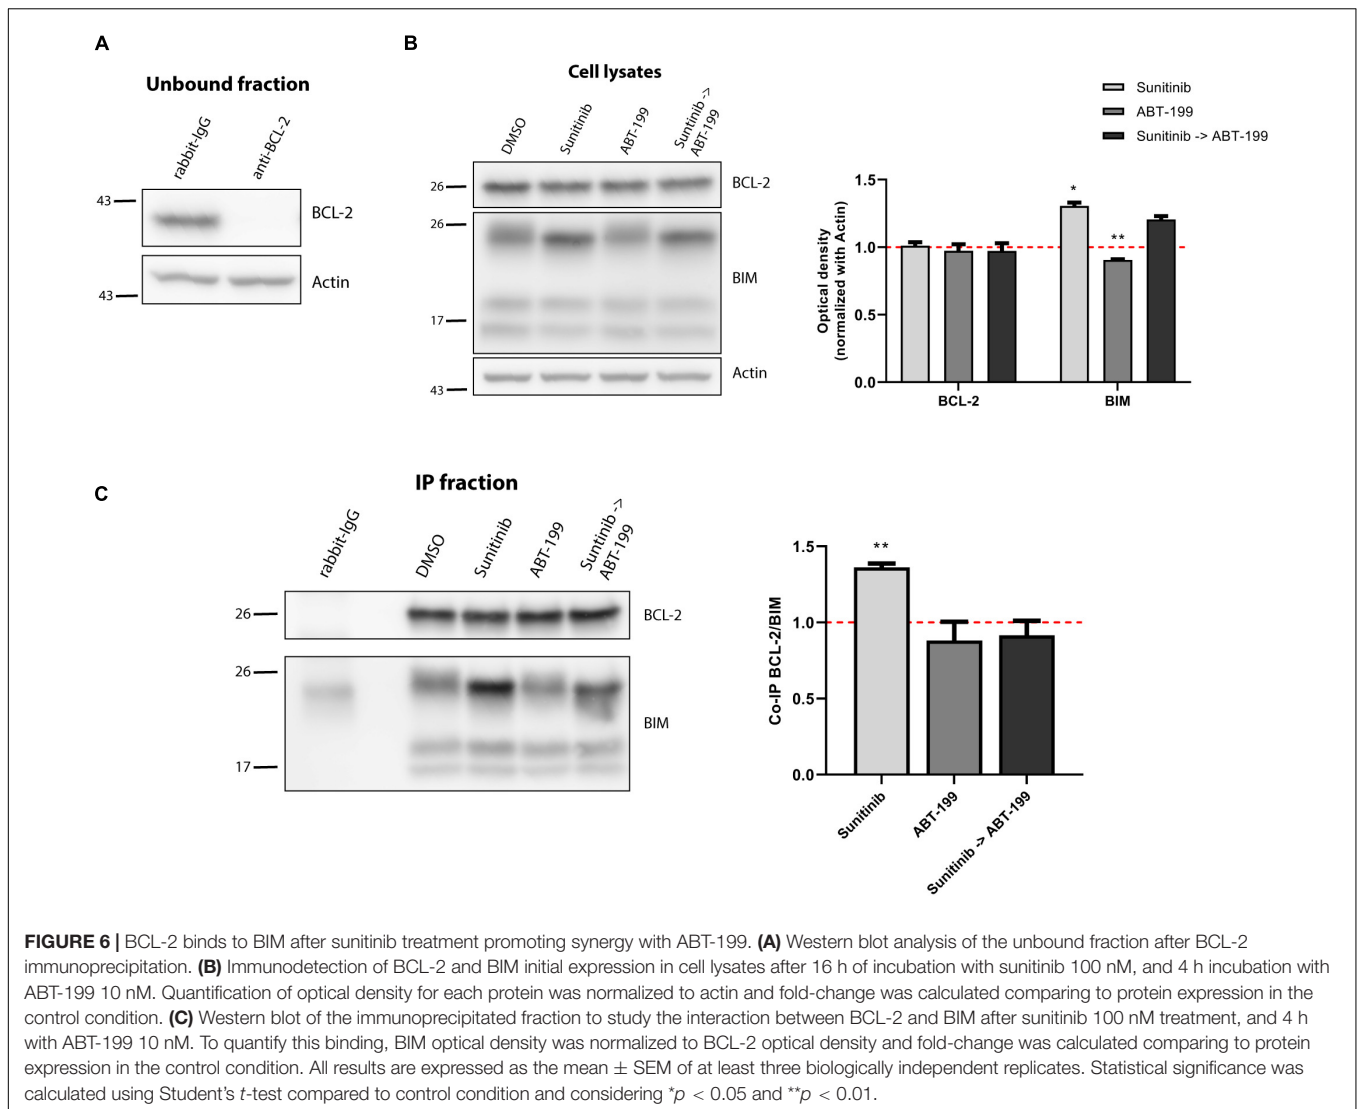 A
Unbound fraction
rabbit-IgG
anti-BCL-2
43
BCL-2
43
Actin
B
Cell lysates
DMSO
Sunitinib
ABT-199
Suntinib ->
ABT-199
26
BCL-2
26
BIM
17
43
Actin
Sunitinib
ABT-199
Sunitinib -> ABT-199
Optical density
(normalized with Actin)
1.5
1.0
0.5
0.0
*
**
BCL-2
BIM
C
IP fraction
rabbit-IgG
DMSO
Sunitinib
ABT-199
Suntinib ->
ABT-199
26
BCL-2
26
BIM
17
Co-IP BCL-2/BIM
1.5
1.0
0.5
0.0
**
Sunitinib
ABT-199
Sunitinib -> ABT-199
FIGURE 6 | BCL-2 binds to BIM after sunitinib treatment promoting synergy with ABT-199. (A) Western blot analysis of the unbound fraction after BCL-2
immunoprecipitation. (B) Immunodetection of BCL-2 and BIM initial expression in cell lysates after 16 h of incubation with sunitinib 100 nM, and 4 h incubation with
ABT-199 10 nM. Quantification of optical density for each protein was normalized to actin and fold-change was calculated comparing to protein expression in the
control condition. (C) Western blot of the immunoprecipitated fraction to study the interaction between BCL-2 and BIM after sunitinib 100 nM treatment, and 4 h
with ABT-199 10 nM. To quantify this binding, BIM optical density was normalized to BCL-2 optical density and fold-change was calculated comparing to protein
expression in the control condition. All results are expressed as the mean ± SEM of at least three biologically independent replicates. Statistical significance was
calculated using Student's t-test compared to control condition and considering *p < 0.05 and **p < 0.01.